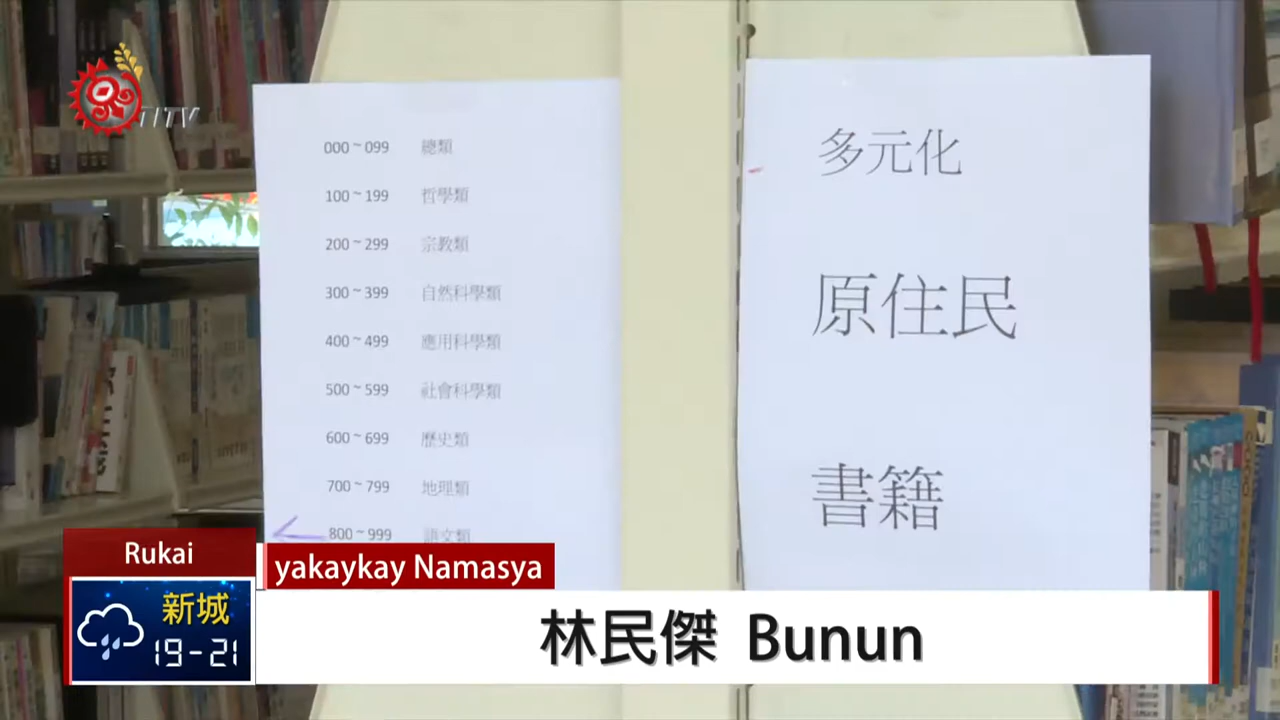 TITV
000 ~ 099 總類
100 ~ 199 哲學類
200 ~ 299 宗教類
300 ~ 399 自然科學類
400 ~ 499 應用科學類
500 ~ 599 社會科學類
600 ~ 699 歷史類
700 ~ 799 地理類
800 ~ 999 語文類
多元化
原住民
書籍
Rukai
yakaykay Namasya
新城
19-21
林民傑 Bunun